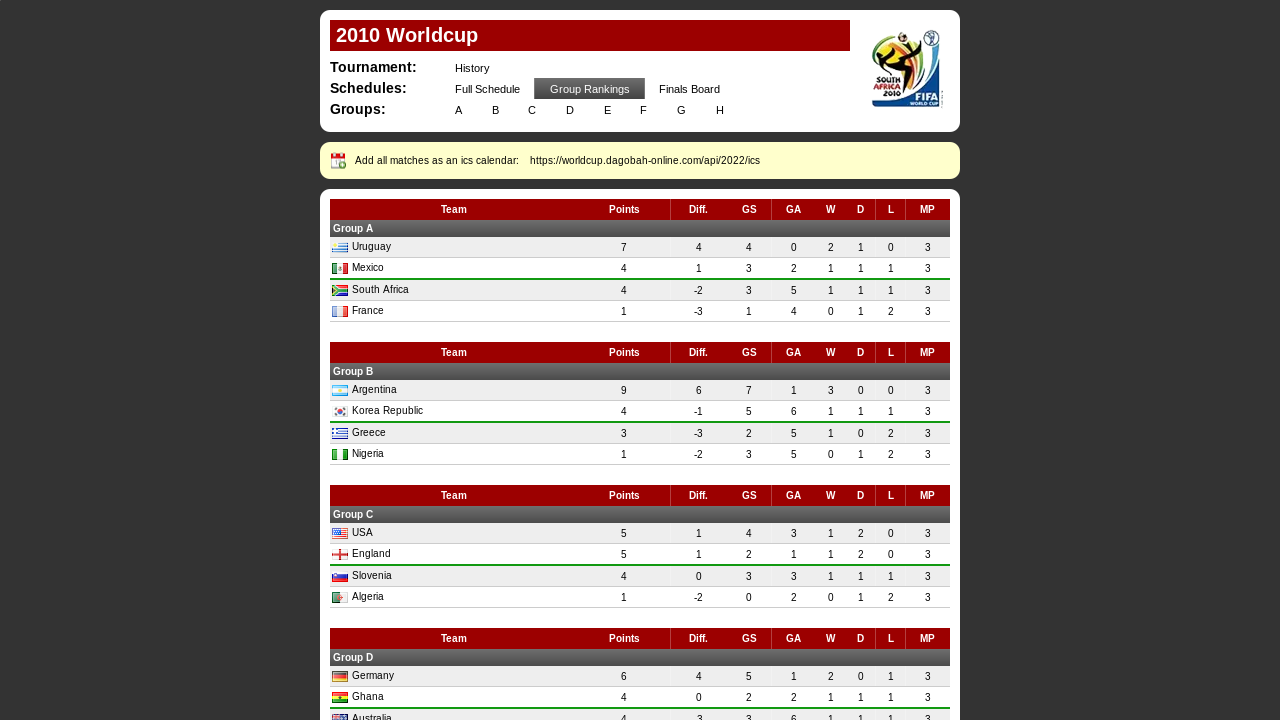 2010 Worldcup
Tournament: History
Schedules: Full Schedule Group Rankings Finals Board
Groups: A B C D E F G H
SOUTH AFRICA
2010
FIFA
WORLD CUP
Add all matches as an ics calendar: https://worldcup.dagobah-online.com/api/2022/ics
Team Points Diff. GS GA W D L MP
Group A
Uruguay 7 4 4 0 2 1 0 3
Mexico 4 1 3 2 1 1 1 3
South Africa 4 -2 3 5 1 1 1 3
France 1 -3 1 4 0 1 2 3
Team Points Diff. GS GA W D L MP
Group B
Argentina 9 6 7 1 3 0 0 3
Korea Republic 4 -1 5 6 1 1 1 3
Greece 3 -3 2 5 1 0 2 3
Nigeria 1 -2 3 5 0 1 2 3
Team Points Diff. GS GA W D L MP
Group C
USA 5 1 4 3 1 2 0 3
England 5 1 2 1 1 2 0 3
Slovenia 4 0 3 3 1 1 1 3
Algeria 1 -2 0 2 0 1 2 3
Team Points Diff. GS GA W D L MP
Group D
Germany 6 4 5 1 2 0 1 3
Ghana 4 0 2 2 1 1 1 3
Australia 4 -3 3 6 1 1 1 3